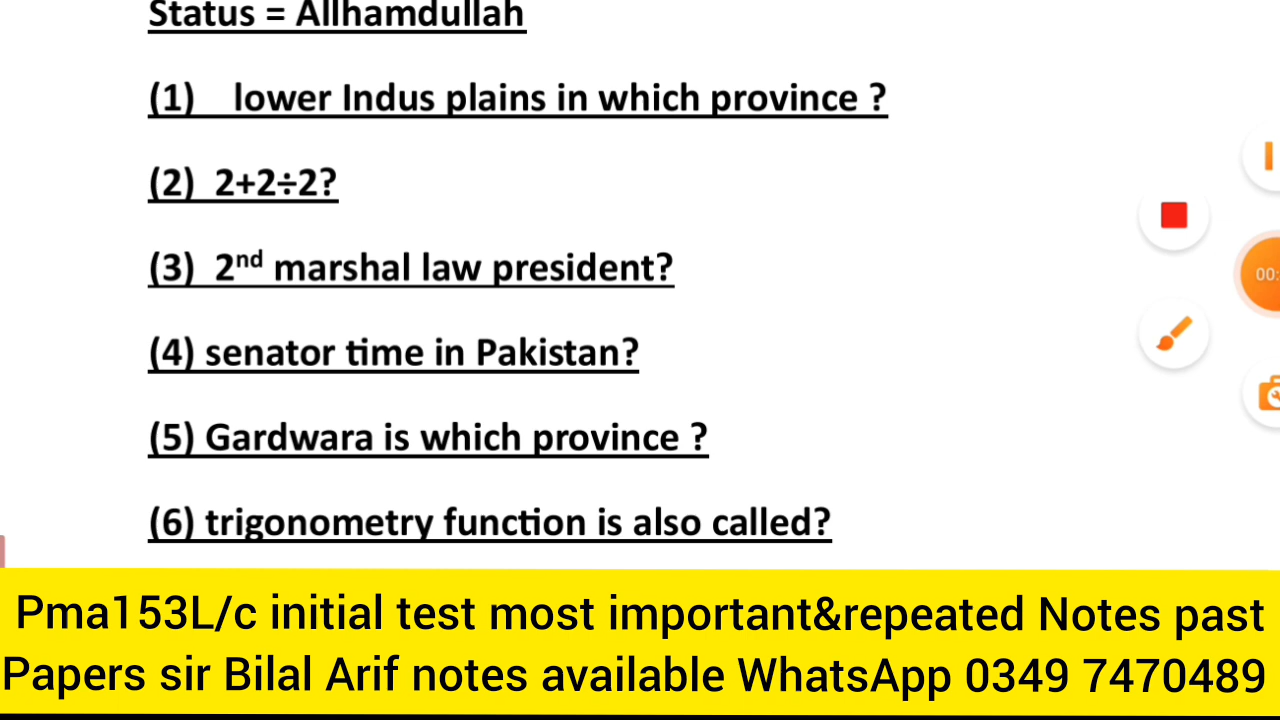 Status = Allhamdullah
(1) lower Indus plains in which province ?
(2) 2+2÷2?
(3) 2nd marshal law president?
(4) senator time in Pakistan?
(5) Gardwara is which province ?
(6) trigonometry function is also called?
00:
Pma153L/c initial test most important&repeated Notes past
Papers sir Bilal Arif notes available WhatsApp 0349 7470489